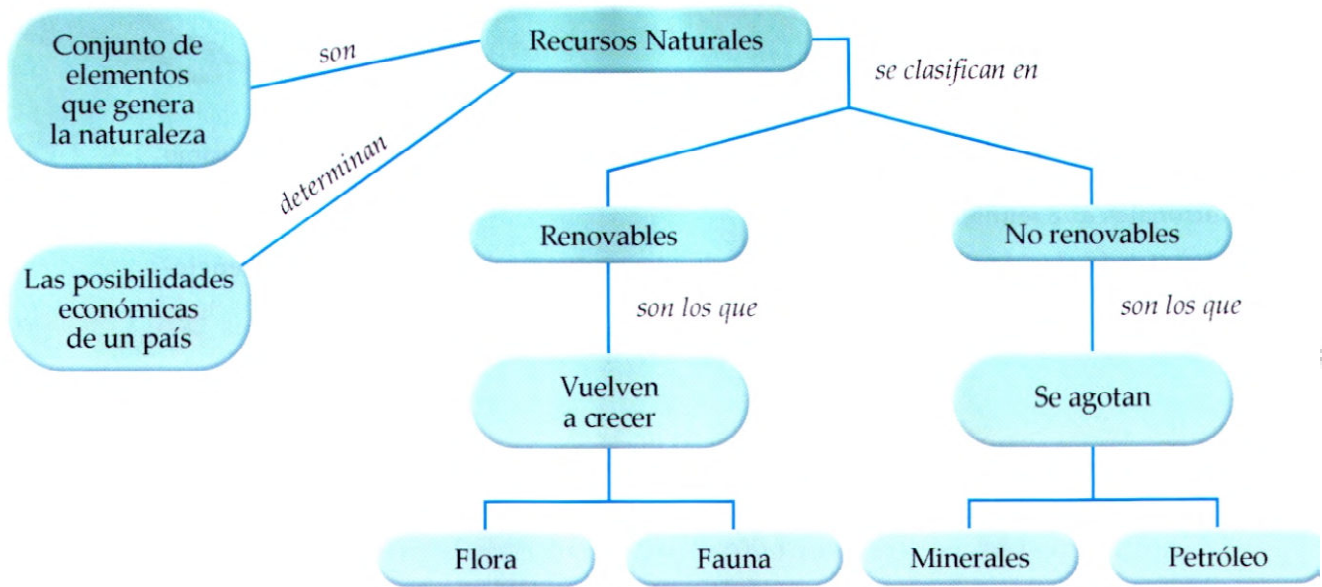 Recursos Naturales
son
Conjunto de
elementos
que genera
la naturaleza
determinan
Las posibilidades
económicas
de un país
se clasifican en
Renovables
son los que
Vuelven
a crecer
Flora
Fauna
No renovables
son los que
Se agotan
Minerales
Petróleo